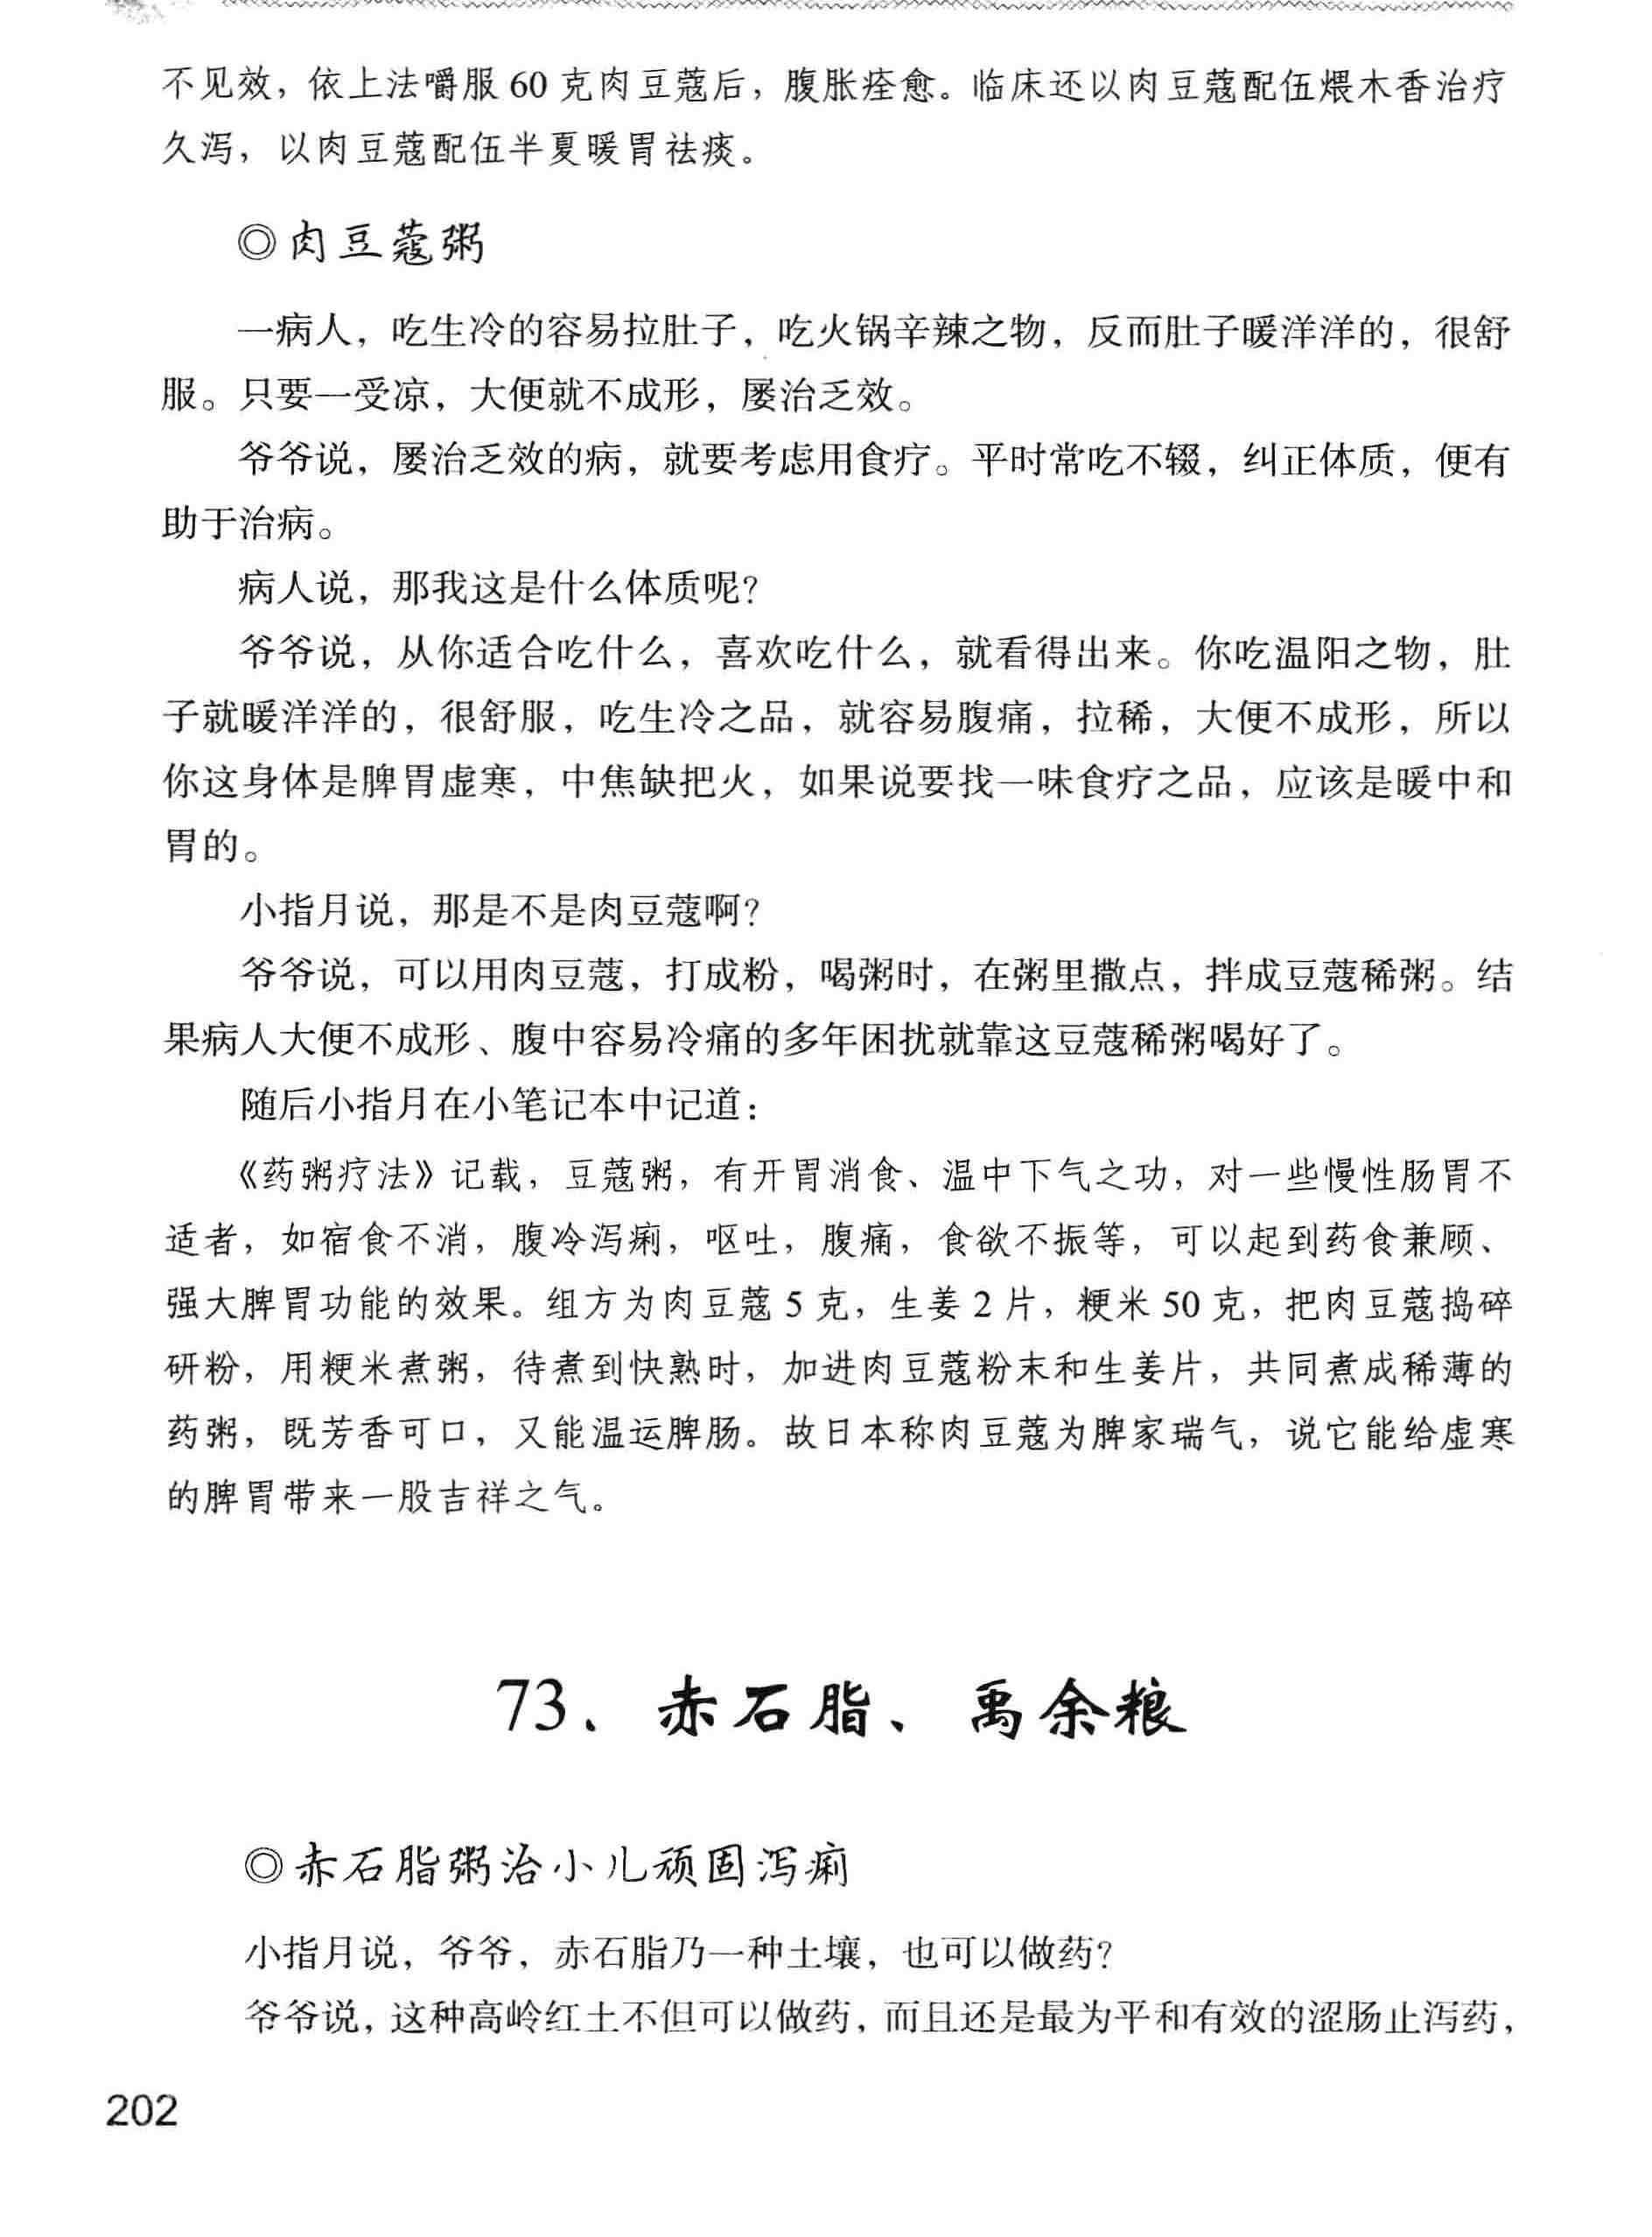 不见效，依上法嚼服 60 克肉豆蔻后，腹胀痊愈。临床还以肉豆蔻配伍煨木香治疗
久泻，以肉豆蔻配伍半夏暖胃祛痰。
◎肉豆蔻粥
一病人，吃生冷的容易拉肚子，吃火锅辛辣之物，反而肚子暖洋洋的，很舒
服。只要一受凉，大便就不成形，屡治乏效。
爷爷说，屡治乏效的病，就要考虑用食疗。平时常吃不辍，纠正体质，便有
助于治病。
病人说，那我这是什么体质呢？
爷爷说，从你适合吃什么，喜欢吃什么，就看得出来。你吃温阳之物，肚
子就暖洋洋的，很舒服，吃生冷之品，就容易腹痛，拉稀，大便不成形，所以
你这身体是脾胃虚寒，中焦缺把火，如果说要找一味食疗之品，应该是暖中和
胃的。
小指月说，那是不是肉豆蔻啊？
爷爷说，可以用肉豆蔻，打成粉，喝粥时，在粥里撒点，拌成豆蔻稀粥。结
果病人大便不成形、腹中容易冷痛的多年困扰就靠这豆蔻稀粥喝好了。
随后小指月在小笔记本中记道：
《药粥疗法》记载，豆蔻粥，有开胃消食、温中下气之功，对一些慢性肠胃不
适者，如宿食不消，腹冷泻痢，呕吐，腹痛，食欲不振等，可以起到药食兼顾、
强大脾胃功能的效果。组方为肉豆蔻 5 克，生姜 2 片，粳米 50 克，把肉豆蔻捣碎
研粉，用粳米煮粥，待煮到快熟时，加进肉豆蔻粉末和生姜片，共同煮成稀薄的
药粥，既芳香可口，又能温运脾肠。故日本称肉豆蔻为脾家瑞气，说它能给虚寒
的脾胃带来一股吉祥之气。
73、赤石脂、禹余粮
◎赤石脂粥治小儿顽固泻痢
小指月说，爷爷，赤石脂乃一种土壤，也可以做药？
爷爷说，这种高岭红土不但可以做药，而且还是最为平和有效的涩肠止泻药，
202